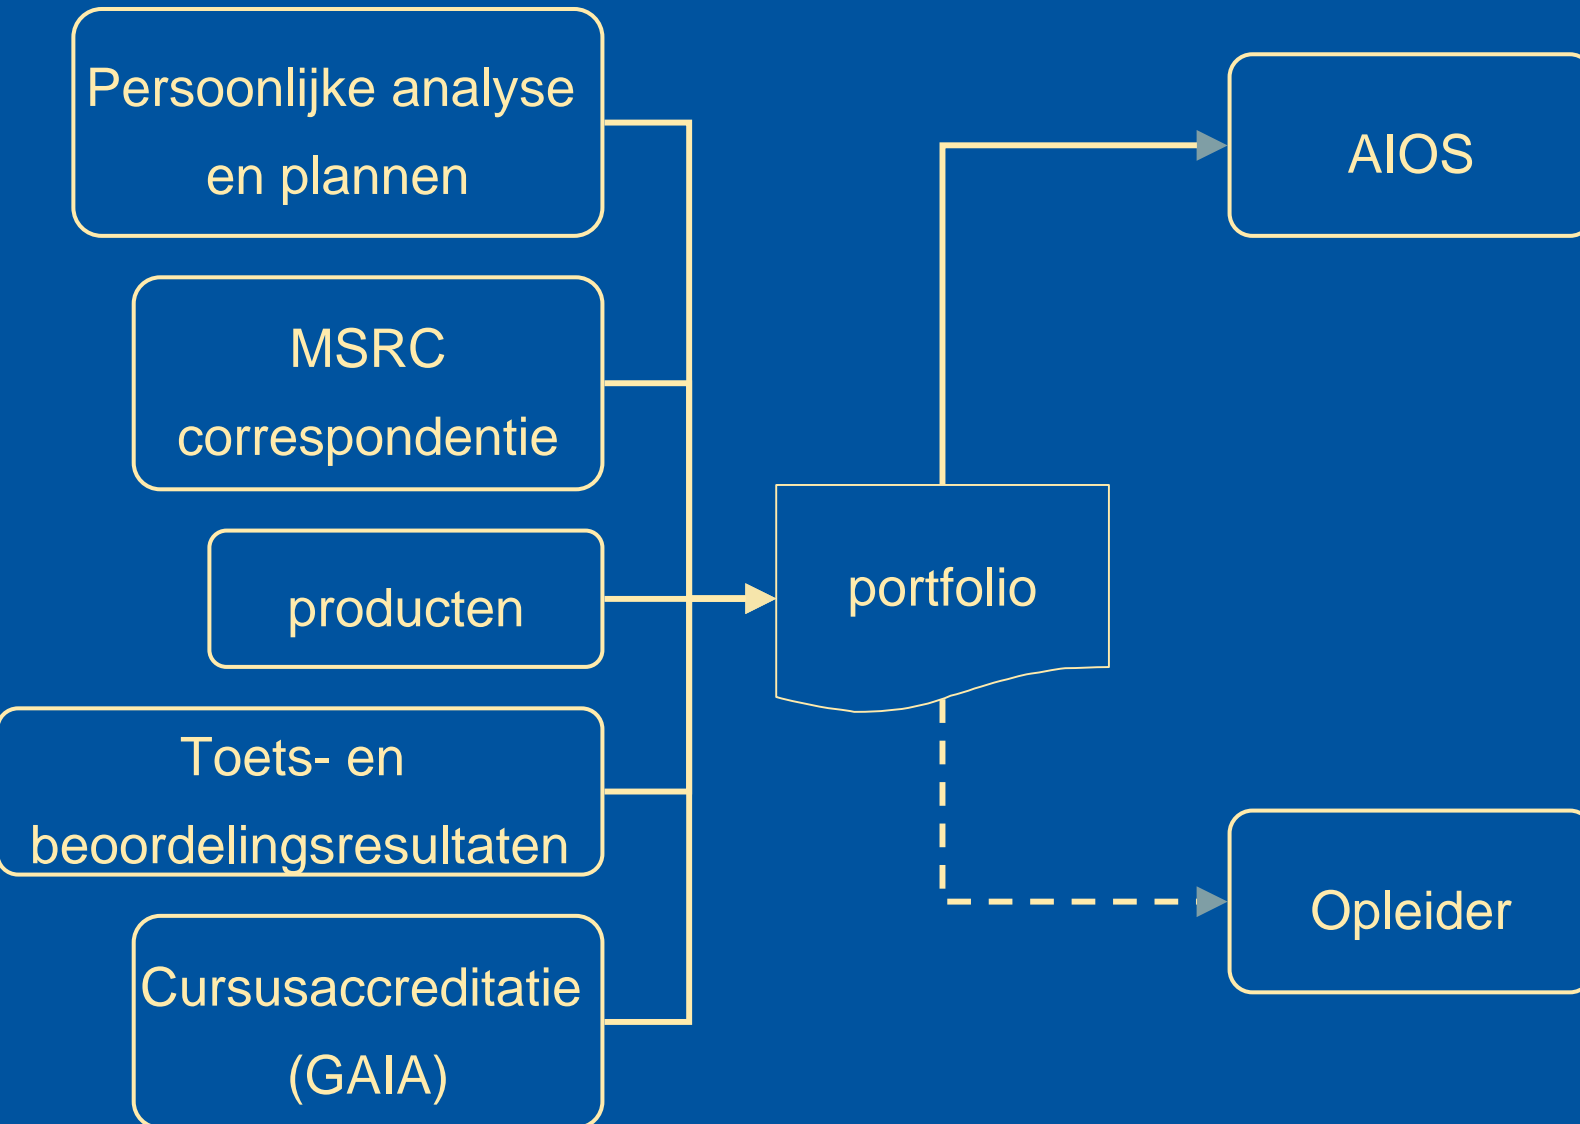 Persoonlijke analyse
en plannen
MSRC
correspondentie
producten
Toets- en
beoordelingsresultaten
Cursusaccreditatie
(GAIA)
portfolio
AIOS
Opleider